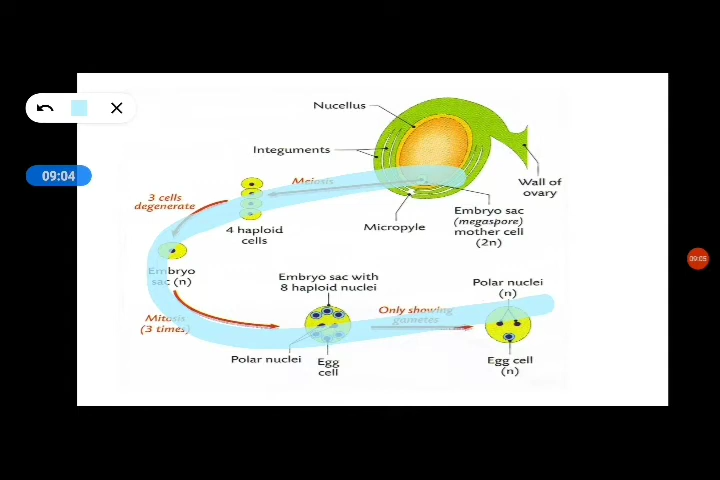 Nucellus
Integuments
Meiosis
3 cells
degenerate
Wall of
ovary
Embryo sac
(megaspore)
mother cell
(2n)
Micropyle
4 haploid
cells
09:04
09:05
Embryo
sac (n)
Embryo sac with
8 haploid nuclei
Polar nuclei
(n)
Mitosis
(3 times)
Only showing
gametes
Polar nuclei
Egg
cell
Egg cell
(n)